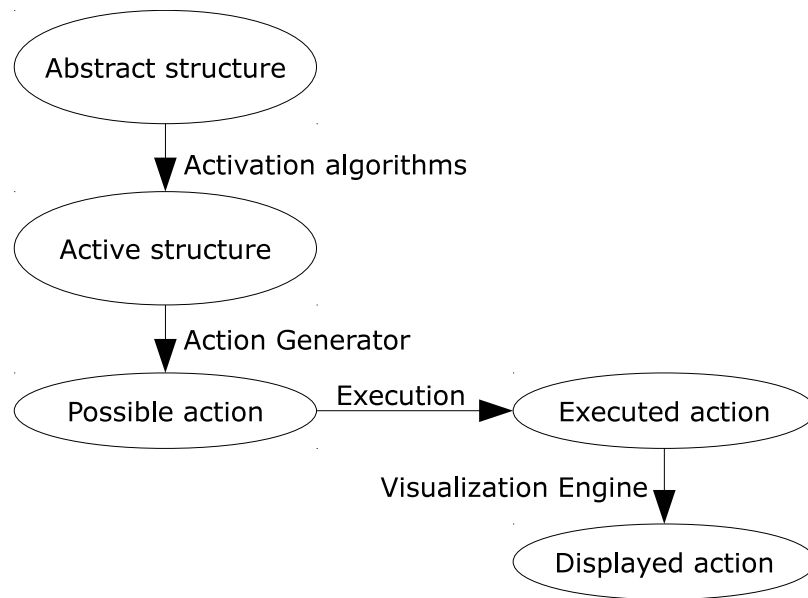 Abstract structure
Activation algorithms
Active structure
Action Generator
Possible action
Execution
Executed action
Visualization Engine
Displayed action